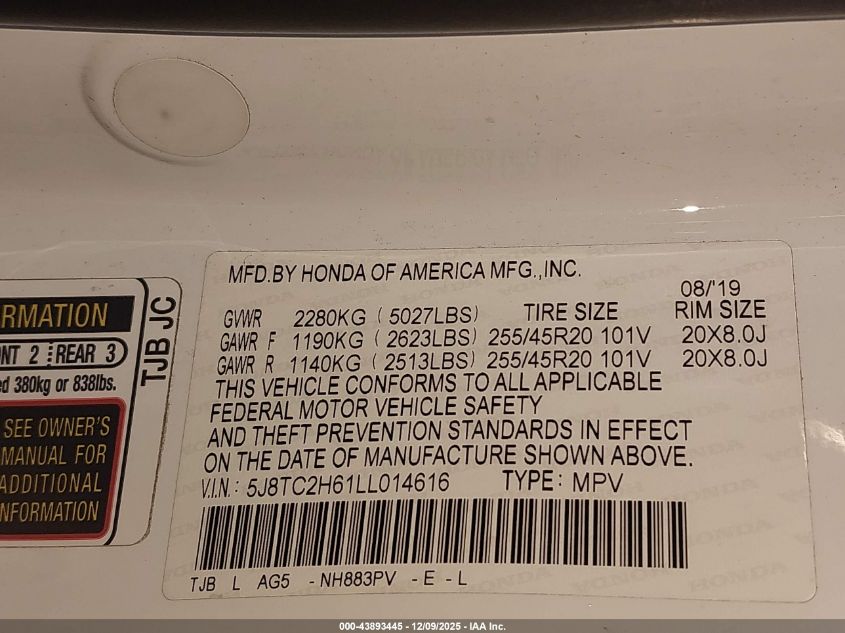 RMATION
NT 2 REAR 3
ed 380kg or 838lbs.
SEE OWNER'S
MANUAL FOR
ADDITIONAL
NFORMATION
TJB JC
MFD.BY HONDA OF AMERICA MFG.,INC.
08/'19
GVWR 2280KG ( 5027LBS) TIRE SIZE RIM SIZE
GAWR F 1190KG ( 2623LBS) 255/45R20 101V 20X8.0J
GAWR R 1140KG ( 2513LBS) 255/45R20 101V 20X8.0J
THIS VEHICLE CONFORMS TO ALL APPLICABLE
FEDERAL MOTOR VEHICLE SAFETY
AND THEFT PREVENTION STANDARDS IN EFFECT
ON THE DATE OF MANUFACTURE SHOWN ABOVE.
V.I.N.: 5J8TC2H61LL014616 TYPE: MPV
TJB L AG5 - NH883PV - E - L
000-43893445 - 12/09/2025 - IAA Inc.